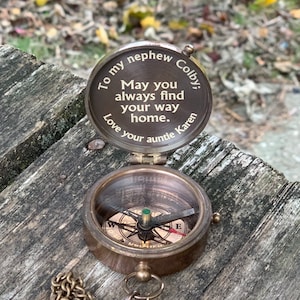 To my nephew Colby;
May you
always find
your way
home.
Love your auntie Karen
W
E